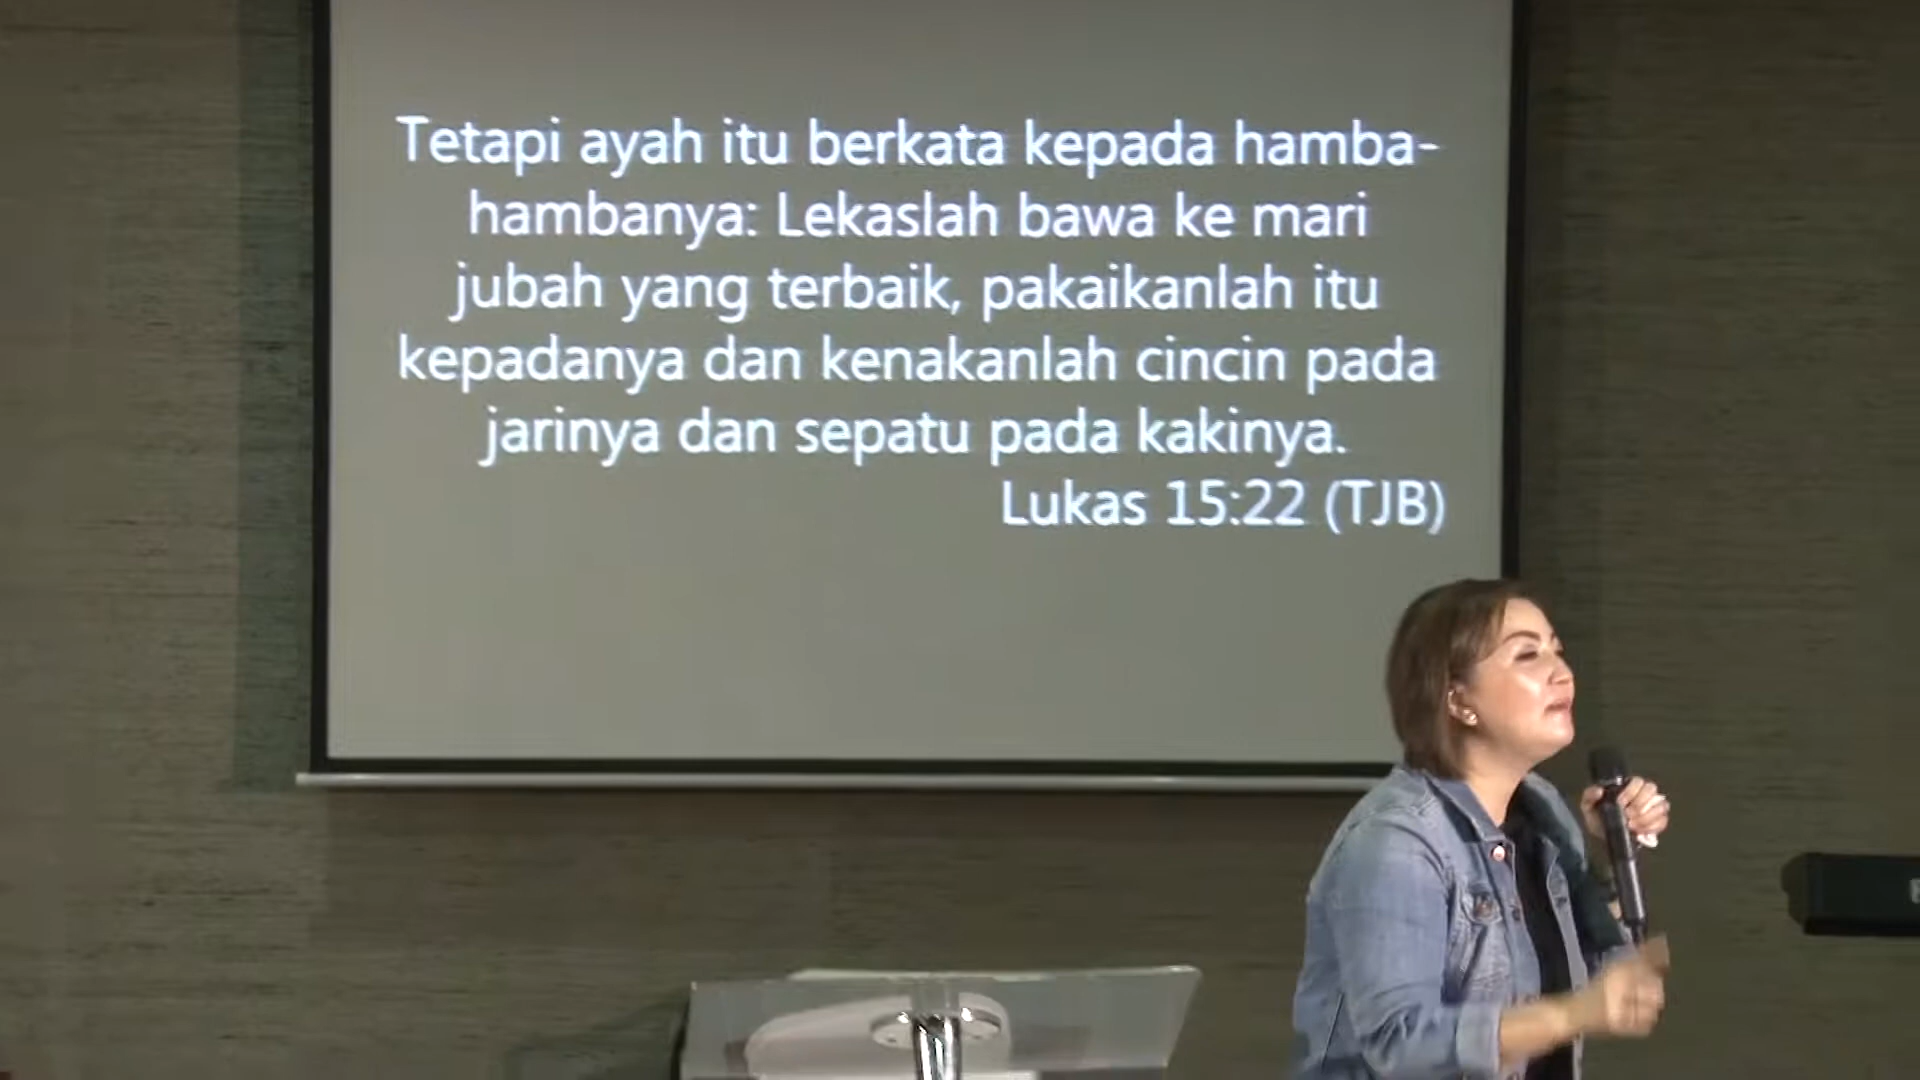 Tetapi ayah itu berkata kepada hamba-
hambanya: Lekaslah bawa ke mari
jubah yang terbaik, pakaikanlah itu
kepadanya dan kenakanlah cincin pada
jarinya dan sepatu pada kakinya.
Lukas 15:22 (TJB)